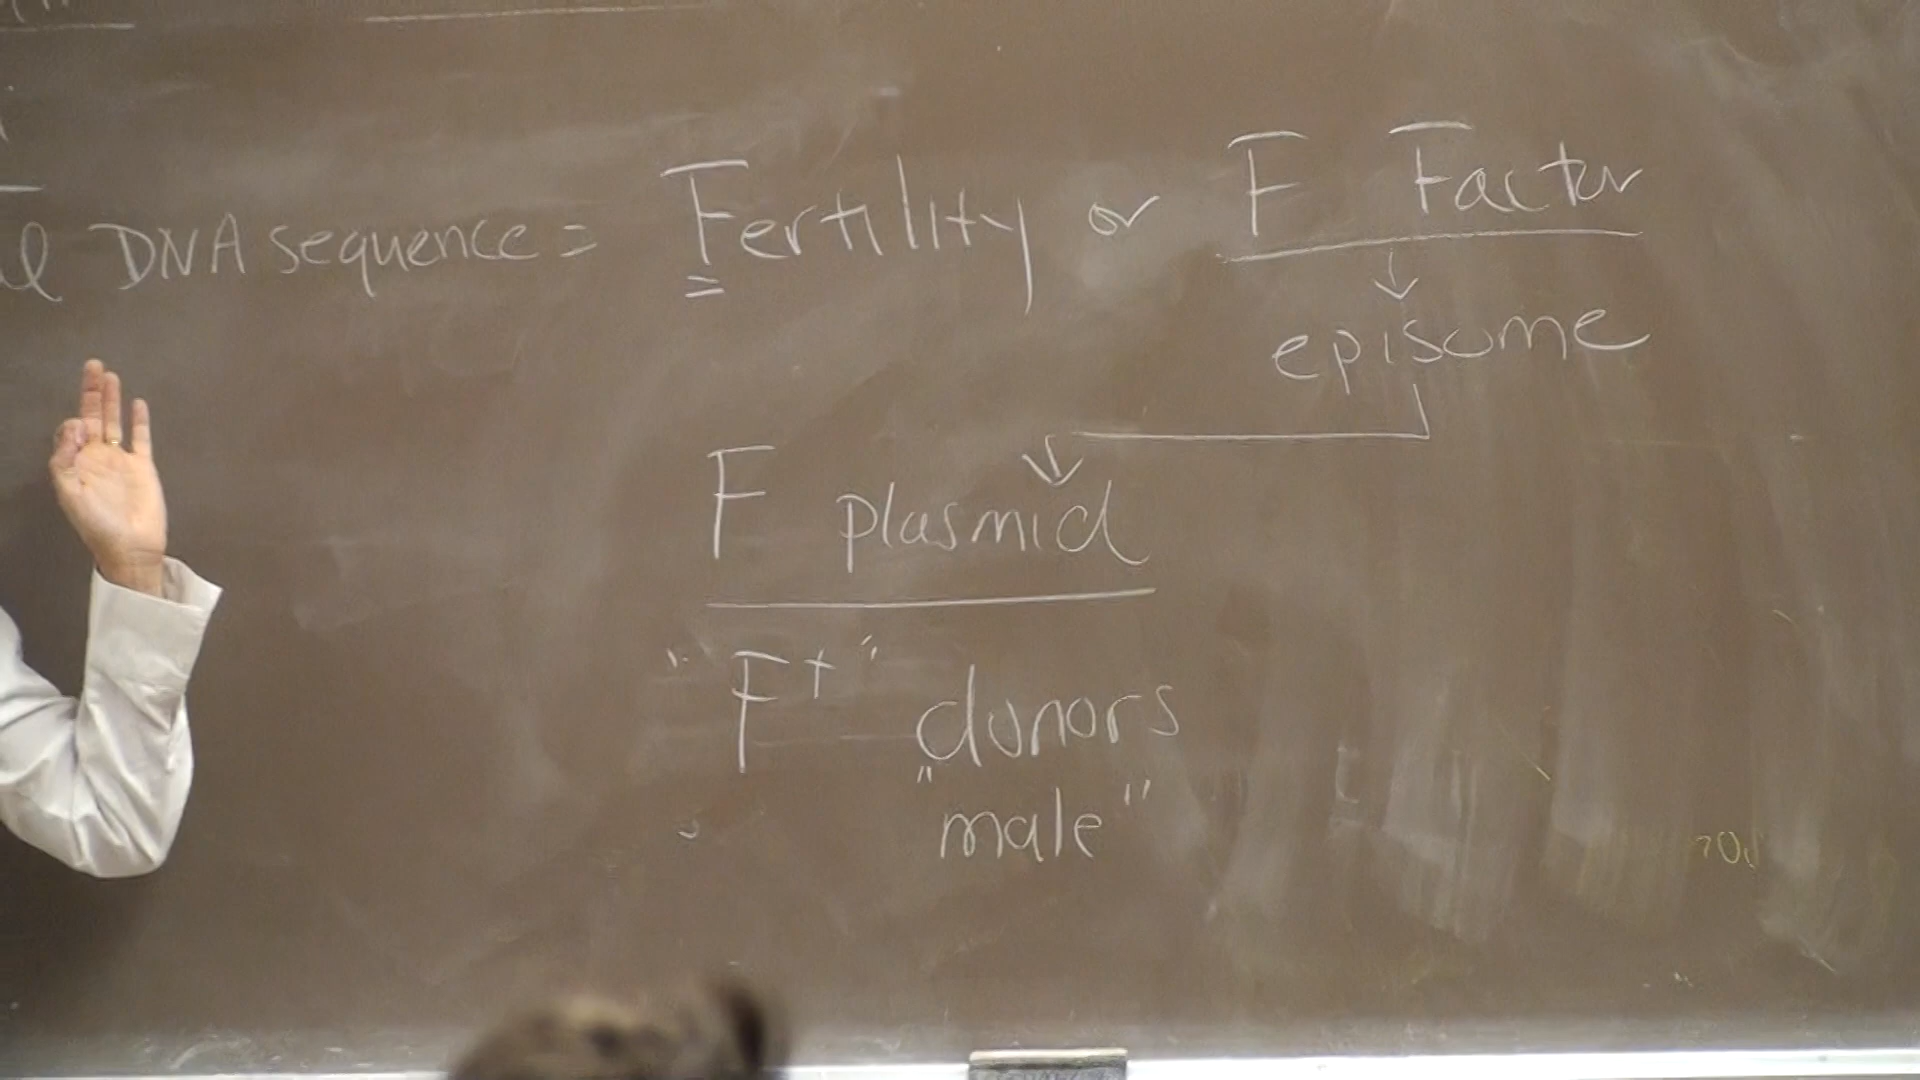 DNA sequence = Fertility or F Factor
↓
episome
F plasmid
"F+" donors
"male"